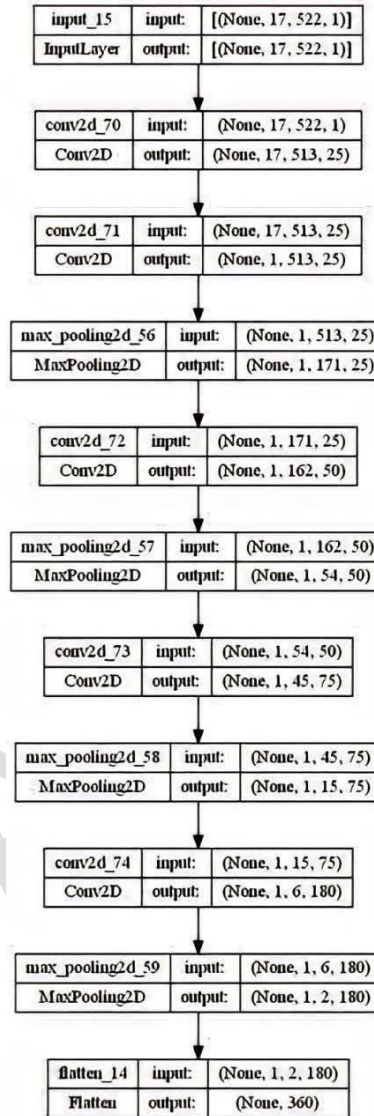 input_15 input: [(None, 17, 522, 1)]
InputLayer output: [(None, 17, 522, 1)]
conv2d_70 input: (None, 17, 522, 1)
Conv2D output: (None, 17, 513, 25)
conv2d_71 input: (None, 17, 513, 25)
Conv2D output: (None, 1, 513, 25)
max_pooling2d_56 input: (None, 1, 513, 25)
MaxPooling2D output: (None, 1, 171, 25)
conv2d_72 input: (None, 1, 171, 25)
Conv2D output: (None, 1, 162, 50)
max_pooling2d_57 input: (None, 1, 162, 50)
MaxPooling2D output: (None, 1, 54, 50)
conv2d_73 input: (None, 1, 54, 50)
Conv2D output: (None, 1, 45, 75)
max_pooling2d_58 input: (None, 1, 45, 75)
MaxPooling2D output: (None, 1, 15, 75)
conv2d_74 input: (None, 1, 15, 75)
Conv2D output: (None, 1, 6, 180)
max_pooling2d_59 input: (None, 1, 6, 180)
MaxPooling2D output: (None, 1, 2, 180)
flatten_14 input: (None, 1, 2, 180)
Flatten output: (None, 360)